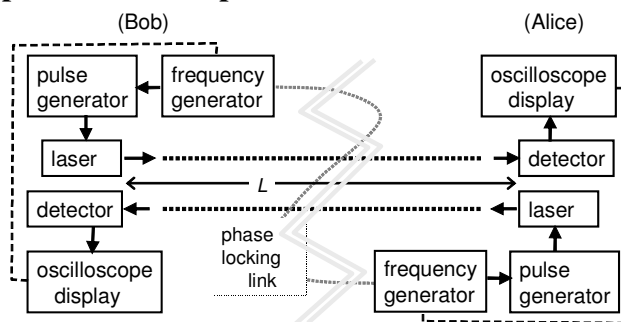 (Bob)
(Alice)
pulse
generator
frequency
generator
oscilloscope
display
laser
detector
L
detector
laser
oscilloscope
display
phase
locking
link
frequency
generator
pulse
generator